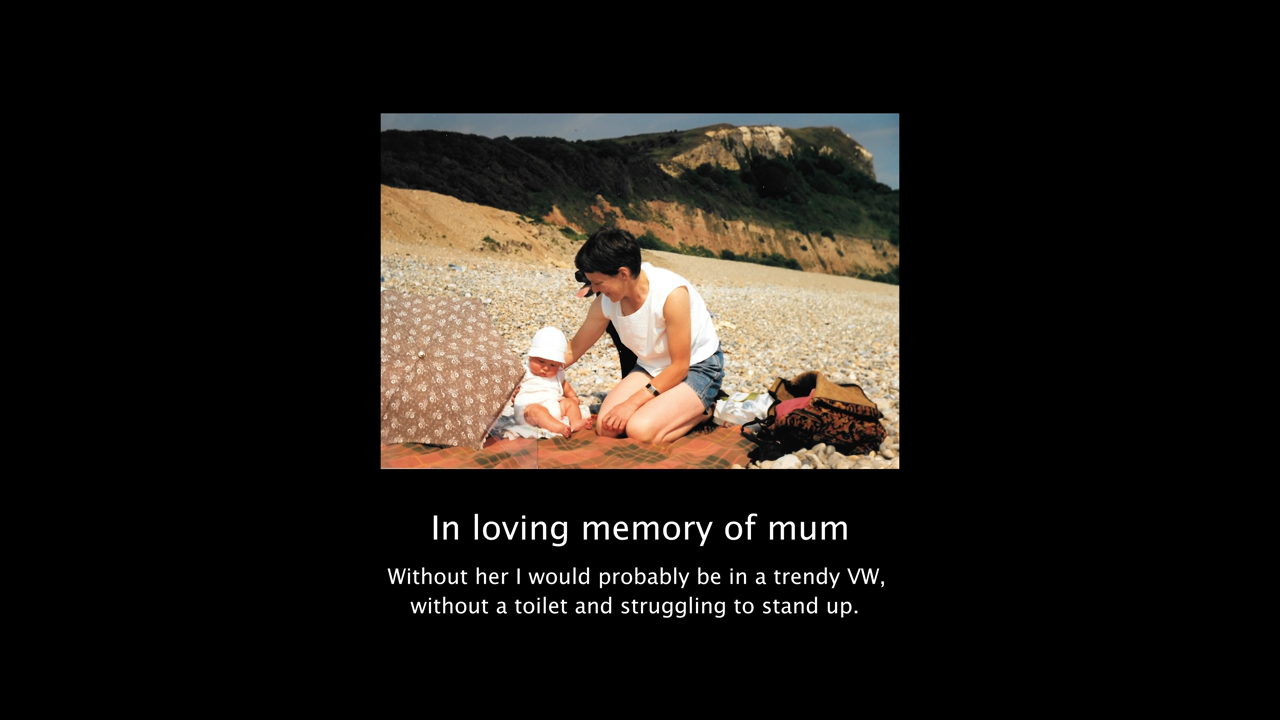 In loving memory of mum
Without her I would probably be in a trendy VW,
without a toilet and struggling to stand up.